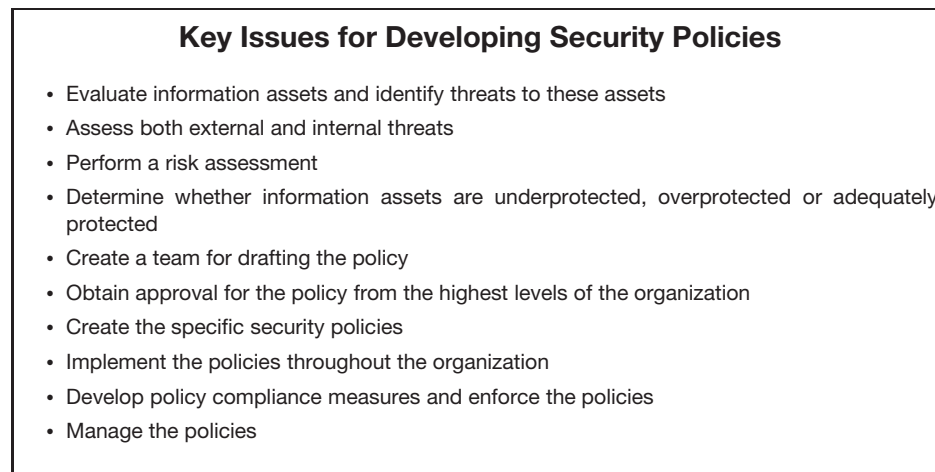 Key Issues for Developing Security Policies
• Evaluate information assets and identify threats to these assets
• Assess both external and internal threats
• Perform a risk assessment
• Determine whether information assets are underprotected, overprotected or adequately
protected
• Create a team for drafting the policy
• Obtain approval for the policy from the highest levels of the organization
• Create the specific security policies
• Implement the policies throughout the organization
• Develop policy compliance measures and enforce the policies
• Manage the policies